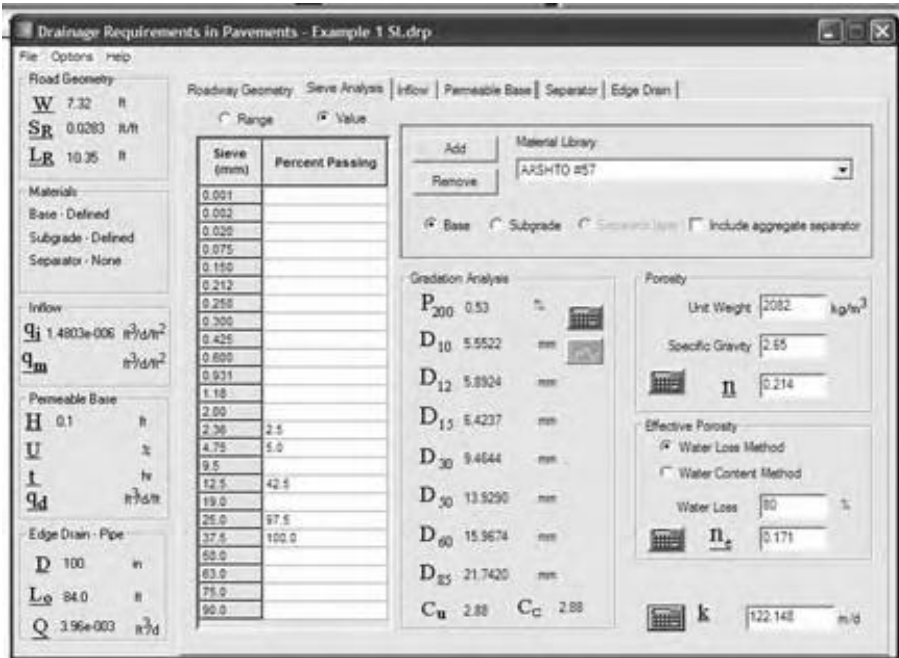 Drainage Requirements in Pavements - Example 1 SI.drp
File Options Help
Road Geometry
W 7.32 ft
SR 0.0283 ft/ft
LR 10.35 ft
Materials
Base - Defined
Subgrade - Defined
Separator - None
Inflow
qi 1.4803e-006 ft³/d/ft²
qm ft³/d/ft²
Permeable Base
H 0.1 ft
U %
t hr
qd ft³/d/ft
Edge Drain - Pipe
D 100 in
Lo 84.0 ft
Q 3.96e-003 ft³/d
Roadway Geometry Sieve Analysis Inflow Permeable Base Separator Edge Drain
Range Value
Sieve (mm) Percent Passing
0.001
0.002
0.020
0.075
0.150
0.212
0.250
0.300
0.425
0.600
0.931
1.18
2.00
2.36 2.5
4.75 5.0
9.5
12.5 42.5
19.0
25.0 97.5
37.5 100.0
50.0
63.0
75.0
90.0
Add
Remove
Material Library
AASHTO #57
Base Subgrade Separator layer Include aggregate separator
Gradation Analysis
P200 0.53 %
D10 5.5522 mm
D12 5.8924 mm
D15 6.4237 mm
D30 9.4644 mm
D50 13.9290 mm
D60 15.9674 mm
D85 21.7420 mm
Cu 2.88 Cc 2.88
Porosity
Unit Weight 2082 kg/m³
Specific Gravity 2.65
n 0.214
Effective Porosity
Water Loss Method
Water Content Method
Water Loss 80 %
ne 0.171
k 122.148 m/d